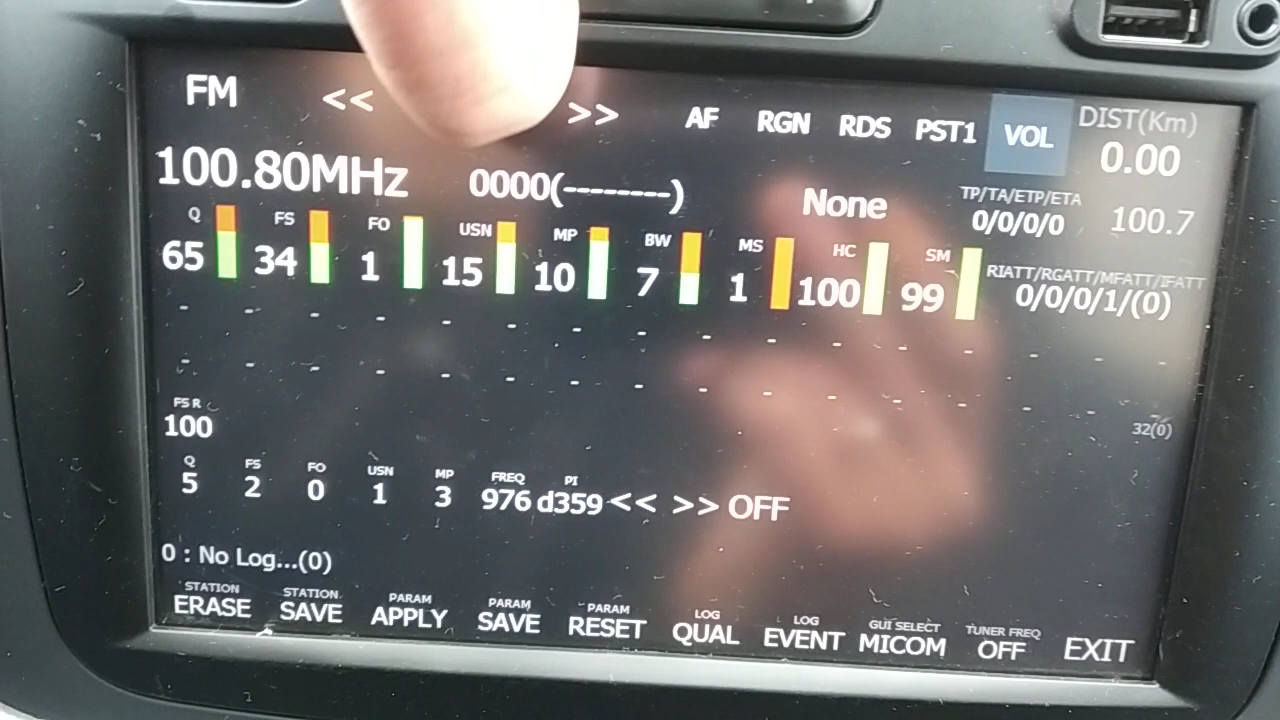 FM << >> AF RGN RDS PST1 VOL DIST(Km)
0.00
100.80MHz 0000(--------) None TP/TA/ETP/ETA
0/0/0/0 100.7
Q FS FO USN MP BW MS HC SM RIATT/RGATT/MFATT/IFATT
65 34 1 15 10 7 1 100 99 0/0/0/1/(0)
- - - - - - - - - - - - - - - -
- - - - - - - - - - - - - - - -
FS R
100 32(0)
Q FS FO USN MP FREQ PI
5 2 0 1 3 976 d359 << >> OFF
0 : No Log...(0)
STATION STATION PARAM PARAM PARAM LOG LOG GUI SELECT TUNER FREQ
ERASE SAVE APPLY SAVE RESET QUAL EVENT MICOM OFF EXIT